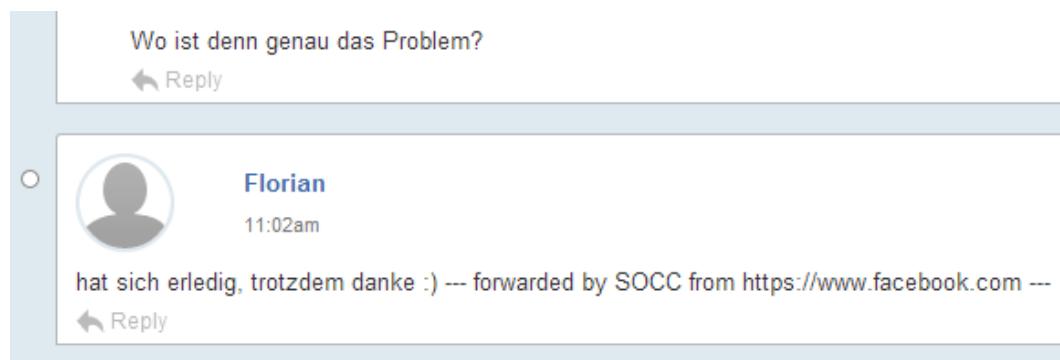 Wo ist denn genau das Problem?
Reply
Florian
11:02am
hat sich erledig, trotzdem danke :) --- forwarded by SOCC from https://www.facebook.com ---
Reply